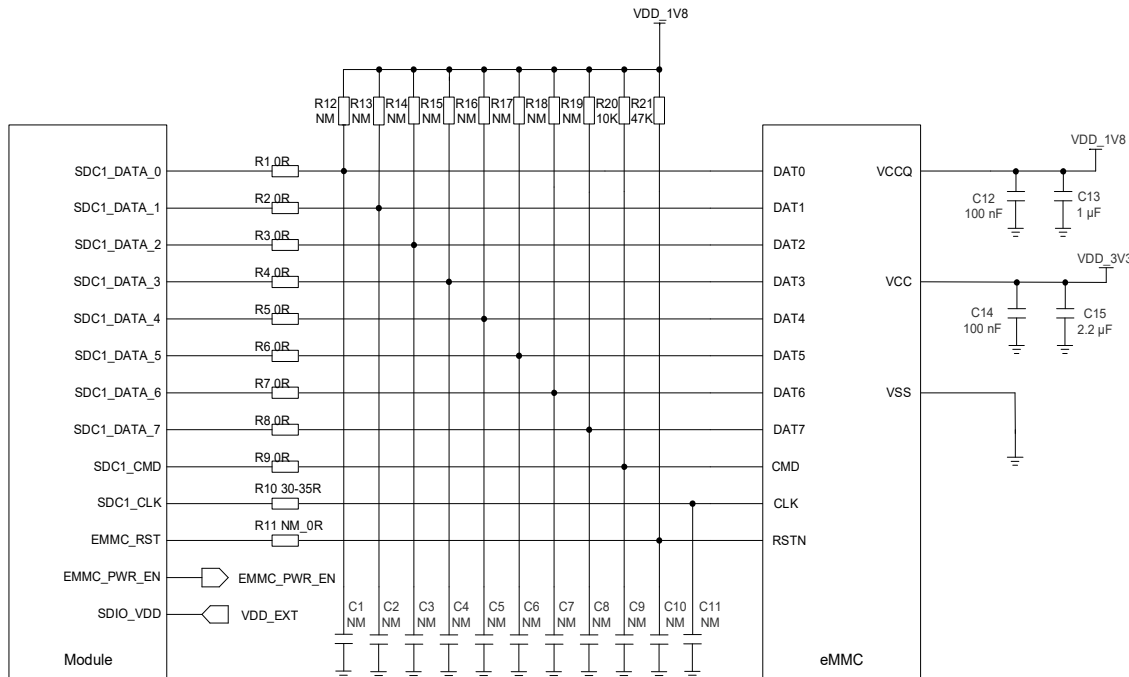 VDD_1V8
R12 R13 R14 R15 R16 R17 R18 R19 R20 R21
NM NM NM NM NM NM NM NM 10K 47K
SDC1_DATA_0
R1 0R
DAT0
VCCQ
VDD_1V8
C12
100 nF
C13
1 µF
SDC1_DATA_1
R2 0R
DAT1
SDC1_DATA_2
R3 0R
DAT2
SDC1_DATA_3
R4 0R
DAT3
VCC
VDD_3V3
C14
100 nF
C15
2.2 µF
SDC1_DATA_4
R5 0R
DAT4
SDC1_DATA_5
R6 0R
DAT5
SDC1_DATA_6
R7 0R
DAT6
VSS
SDC1_DATA_7
R8 0R
DAT7
SDC1_CMD
R9 0R
CMD
SDC1_CLK
R10 30-35R
CLK
EMMC_RST
R11 NM_0R
RSTN
EMMC_PWR_EN
EMMC_PWR_EN
SDIO_VDD
VDD_EXT
C1 C2 C3 C4 C5 C6 C7 C8 C9 C10 C11
NM NM NM NM NM NM NM NM NM NM NM
Module
eMMC